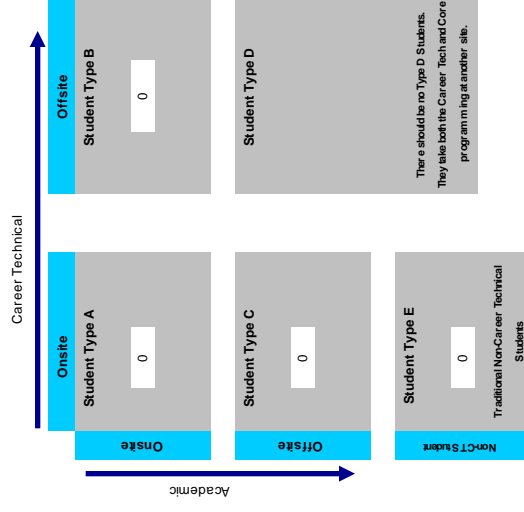 Career Technical
Onsite
Offsite
Academic
Onsite
Student Type A
0
Student Type B
0
Offsite
Student Type C
0
Student Type D
There should be no Type D Students.
They take both the Career Tech and Core
programming at another site.
Non-CT Student
Student Type E
0
Traditional Non-Career Technical
Students